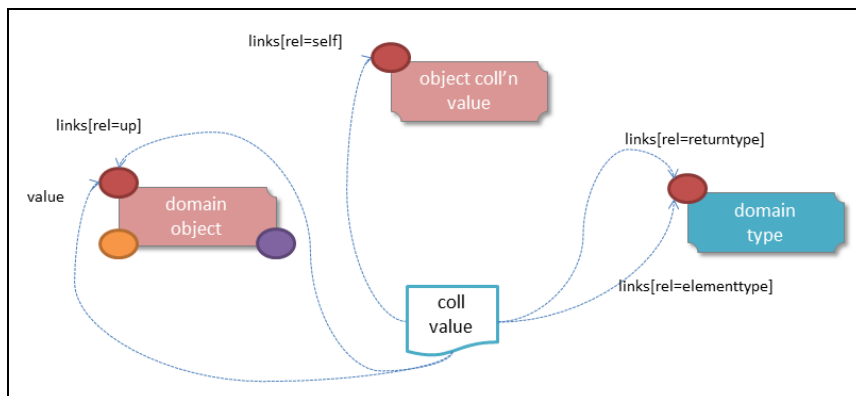 links[rel=self]
object coll'n
value
links[rel=up]
links[rel=returntype]
value
domain
object
domain
type
links[rel=elementtype]
coll
value